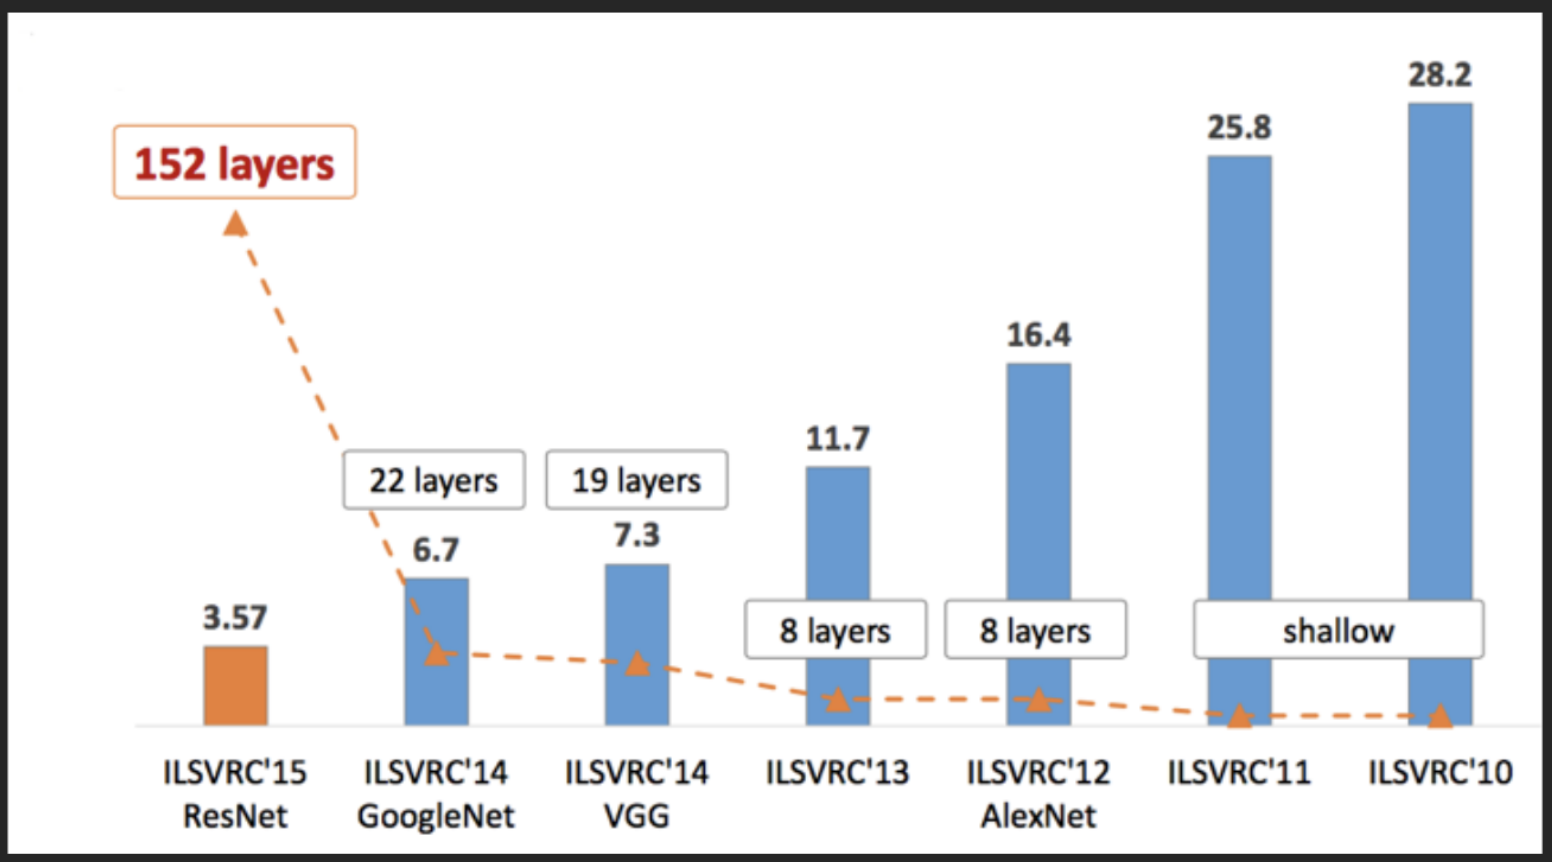 28.2
25.8
152 layers
16.4
11.7
22 layers
19 layers
7.3
6.7
3.57
8 layers
8 layers
shallow
ILSVRC'15
ResNet
ILSVRC'14
GoogleNet
ILSVRC'14
VGG
ILSVRC'13
ILSVRC'12
AlexNet
ILSVRC'11
ILSVRC'10